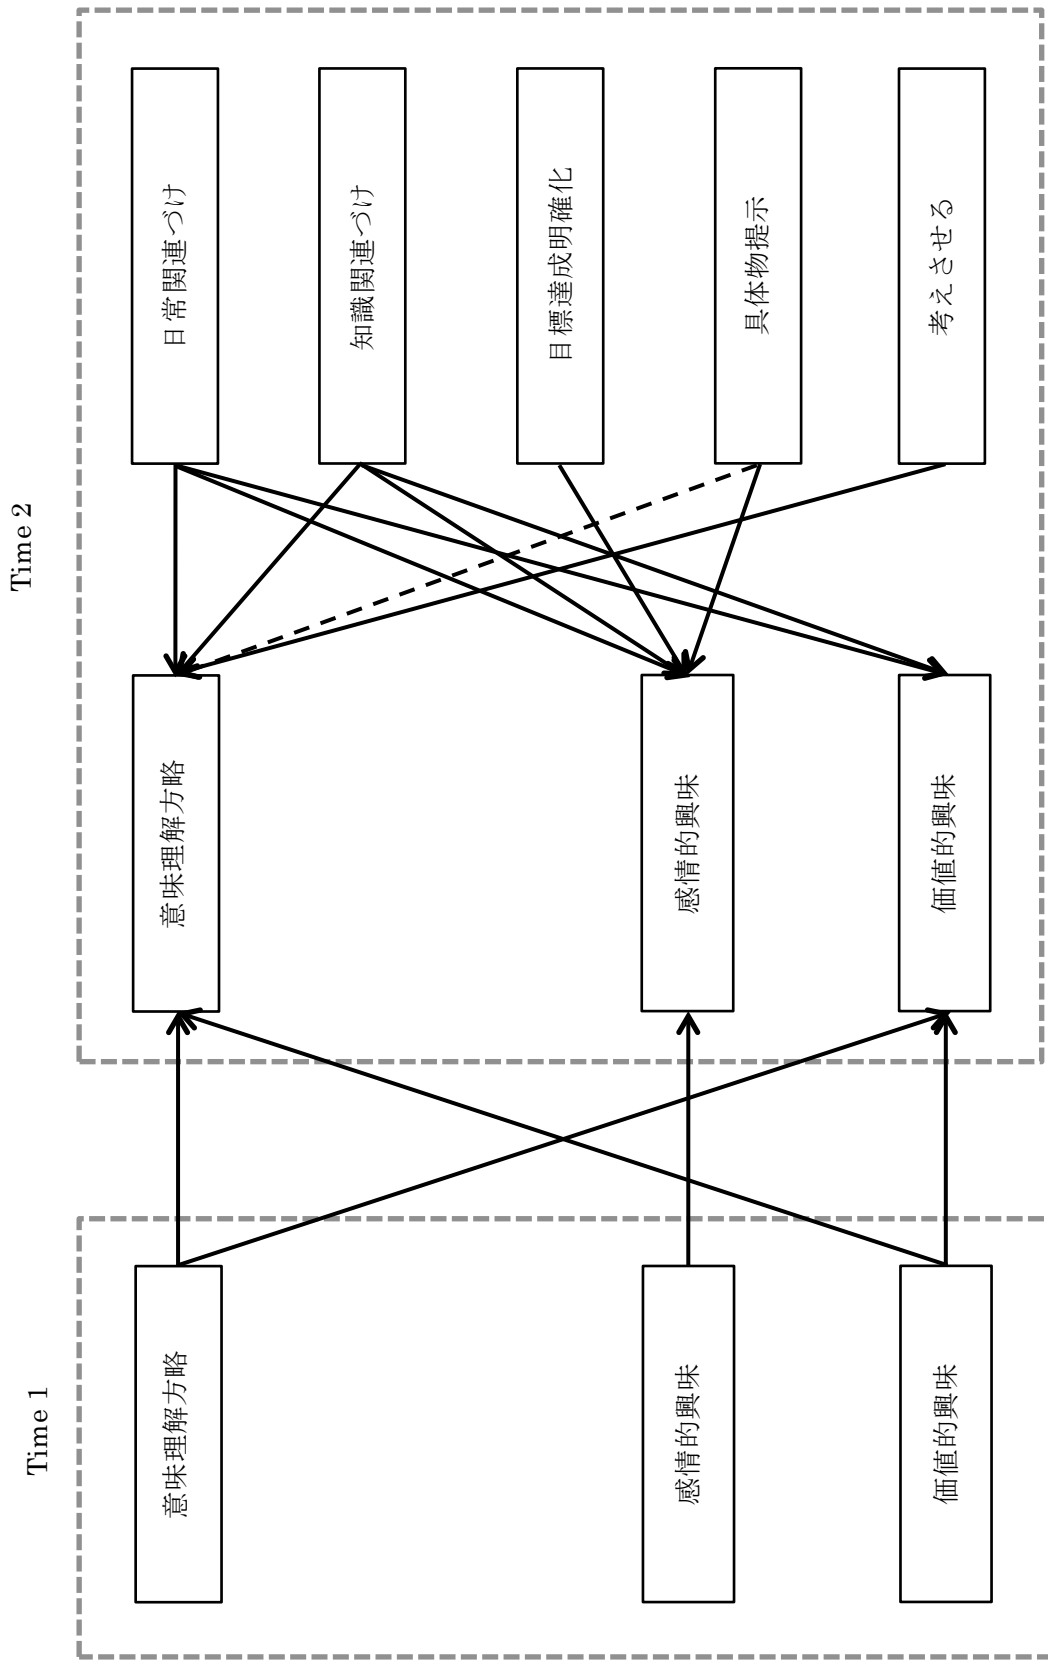 Time 1
Time 2
意味理解方略
感情的興味
価値的興味
意味理解方略
感情的興味
価値的興味
日常関連づけ
知識関連づけ
目標達成明確化
具体物提示
考えさせる